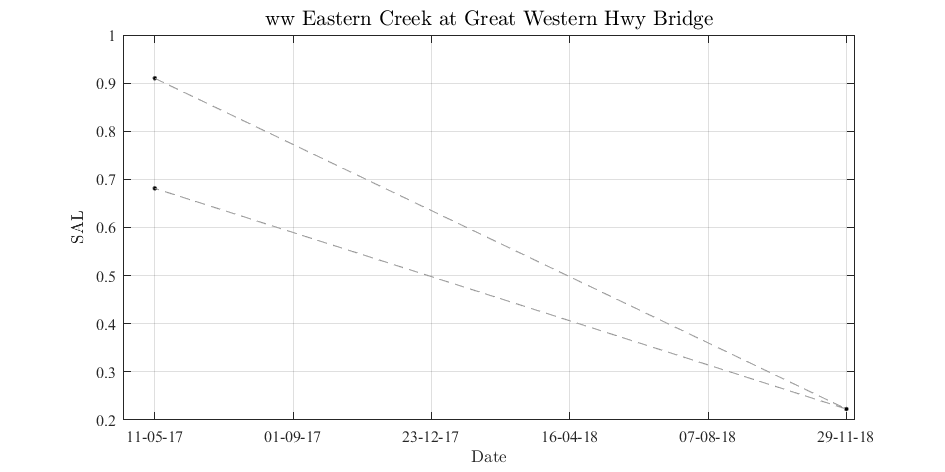 ww Eastern Creek at Great Western Hwy Bridge
1
0.9
0.8
0.7
0.6
0.5
0.4
0.3
0.2
SAL
11-05-17 01-09-17 23-12-17 16-04-18 07-08-18 29-11-18
Date